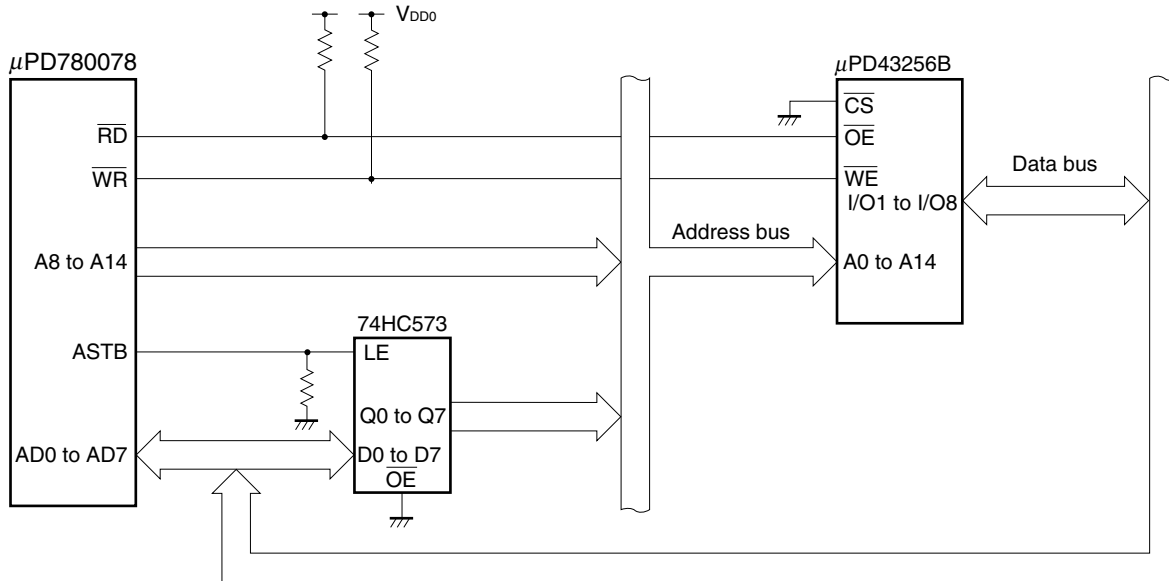 VDD0
μPD780078
μPD43256B
CS
RD
OE
WR
WE
Data bus
I/O1 to I/O8
Address bus
A8 to A14
A0 to A14
74HC573
ASTB
LE
Q0 to Q7
AD0 to AD7
D0 to D7
OE